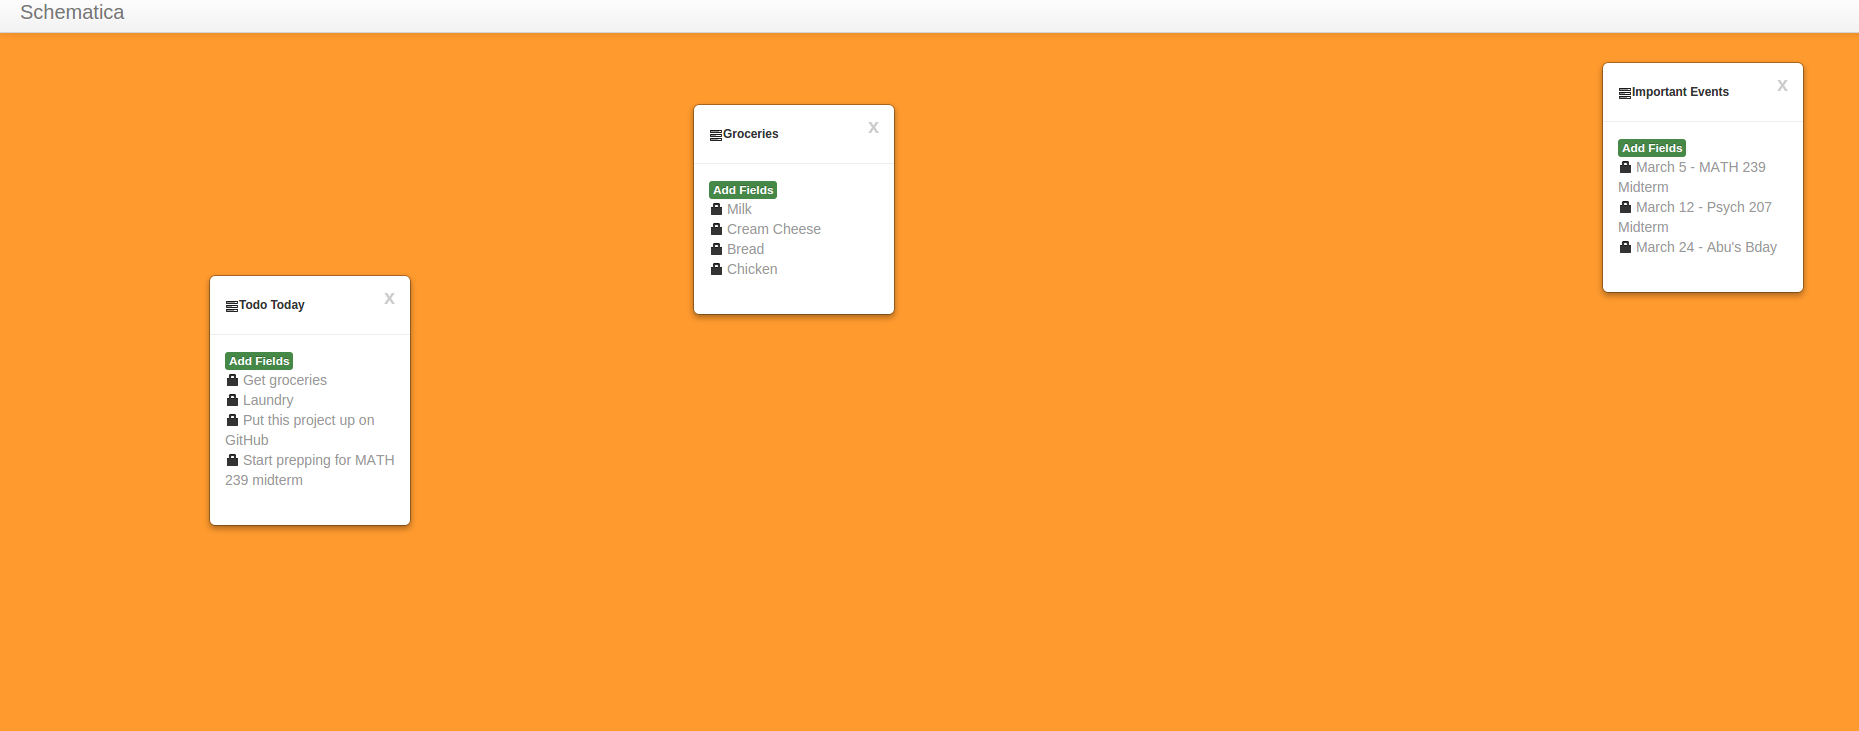 Schematica
Todo Today
X
Add Fields
Get groceries
Laundry
Put this project up on
GitHub
Start prepping for MATH
239 midterm
Groceries
X
Add Fields
Milk
Cream Cheese
Bread
Chicken
Important Events
X
Add Fields
March 5 - MATH 239
Midterm
March 12 - Psych 207
Midterm
March 24 - Abu's Bday